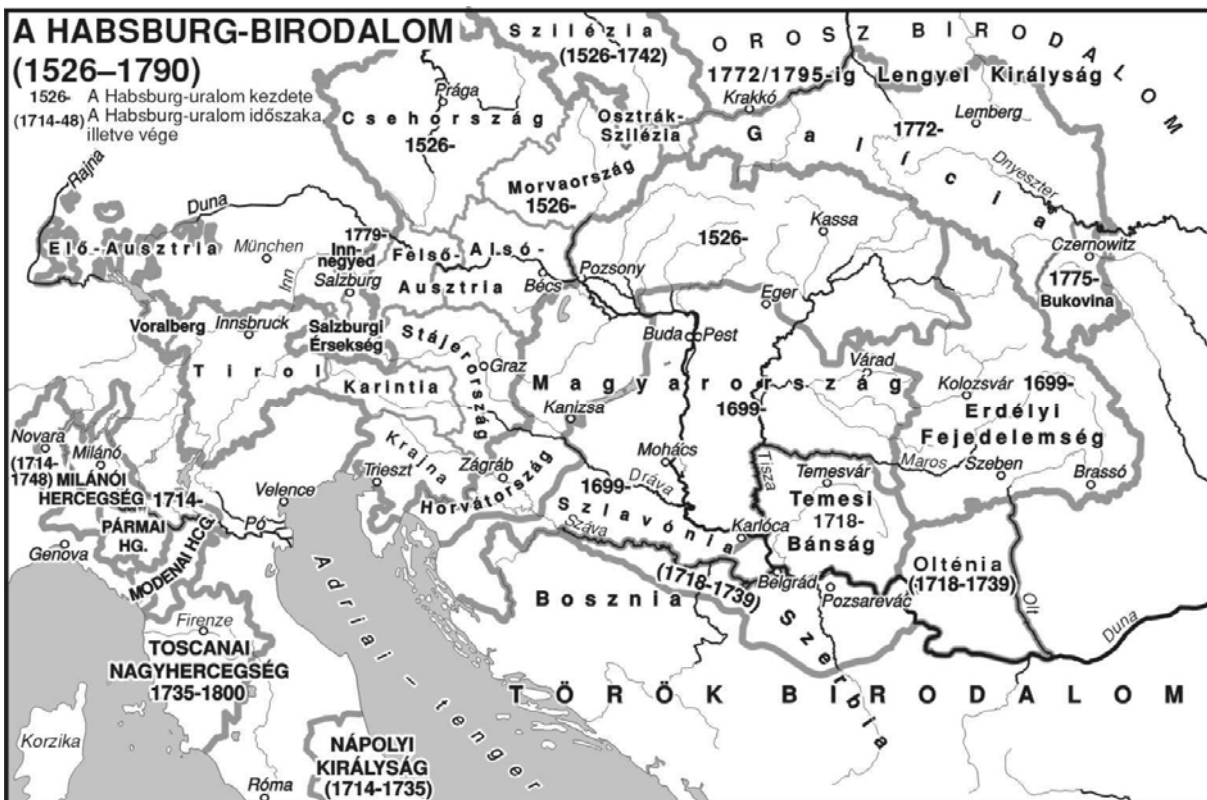 A HABSBURG-BIRODALOM
(1526–1790)
1526- A Habsburg-uralom kezdete
(1714-48) A Habsburg-uralom időszaka,
illetve vége
Szilézia
(1526-1742)
OROSZ BIRODALOM
1772/1795-ig Lengyel Királyság
Prága
Krakkó
Lemberg
Csehország
1526-
Osztrák-
Szilézia
Galícia
1772-
Dnyeszter
Morvaország
1526-
Rajna
Duna
Elő-Ausztria
München
Inn
1779-
Inn-
negyed
Salzburg
Felső-
Alsó-
Ausztria
Bécs
Pozsony
1526-
Kassa
Czernowitz
1775-
Bukovina
Eger
Voralberg
Innsbruck
Salzburgi
Érsekség
Stájerország
Graz
Buda
Pest
Tirol
Karintia
Magyarország
1699-
Várad
Kolozsvár
1699-
Erdélyi
Fejedelemség
Kanizsa
Novara
Milánó
(1714-
1748)
MILÁNÓI
HERCEGSÉG
1714-
Krajna
Trieszt
Zágráb
Horvátország
Mohács
Dráva
Tisza
Maros
Szeben
Brassó
Temesvár
Temesi
1718-
Bánság
Velence
Pó
PÁRMAI
HG.
MODENAI HCG.
Genova
1699-
Szlavónia
Száva
Karlóca
(1718-1739)
Belgrád
Pozsarevác
Olténia
(1718-1739)
Olt
Duna
Bosznia
Szerbia
Adriai-tenger
Firenze
TOSCANAI
NAGYHERCEGSÉG
1735-1800
TÖRÖK BIRODALOM
Korzika
NÁPOLYI
KIRÁLYSÁG
(1714-1735)
Róma